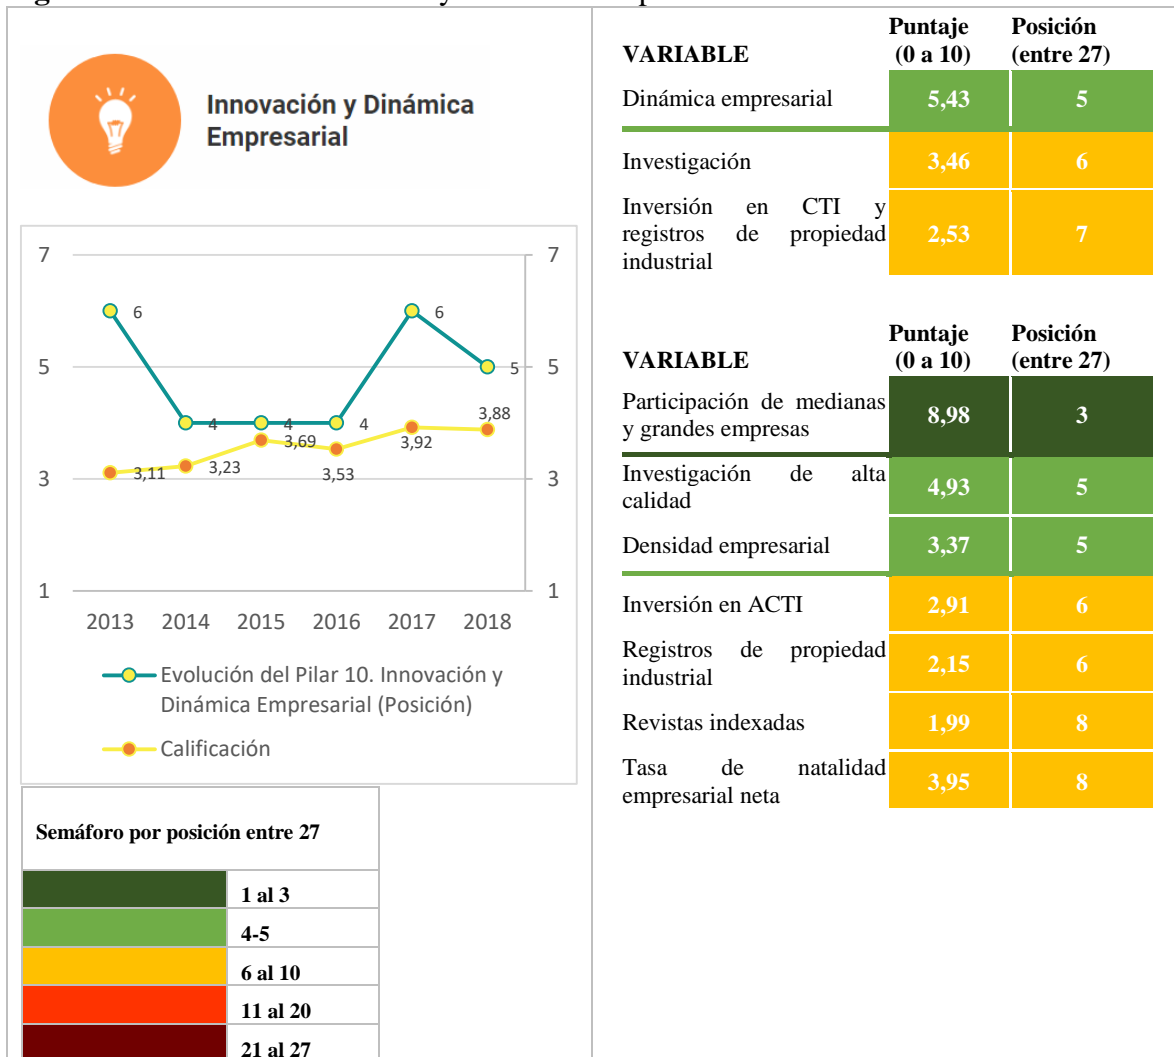 Innovación y Dinámica
Empresarial
7
7
5
5
3
3
1
1
6
4
4
4
6
5
3,11
3,23
3,69
3,53
3,92
3,88
2013 2014 2015 2016 2017 2018
Evolución del Pilar 10. Innovación y
Dinámica Empresarial (Posición)
Calificación
Semáforo por posición entre 27
1 al 3
4-5
6 al 10
11 al 20
21 al 27
VARIABLE Puntaje (0 a 10) Posición (entre 27)
Dinámica empresarial 5,43 5
Investigación 3,46 6
Inversión en CTI y
registros de propiedad
industrial
2,53 7
VARIABLE Puntaje (0 a 10) Posición (entre 27)
Participación de medianas
y grandes empresas
8,98 3
Investigación de alta
calidad
4,93 5
Densidad empresarial 3,37 5
Inversión en ACTI 2,91 6
Registros de propiedad
industrial
2,15 6
Revistas indexadas 1,99 8
Tasa de natalidad
empresarial neta
3,95 8